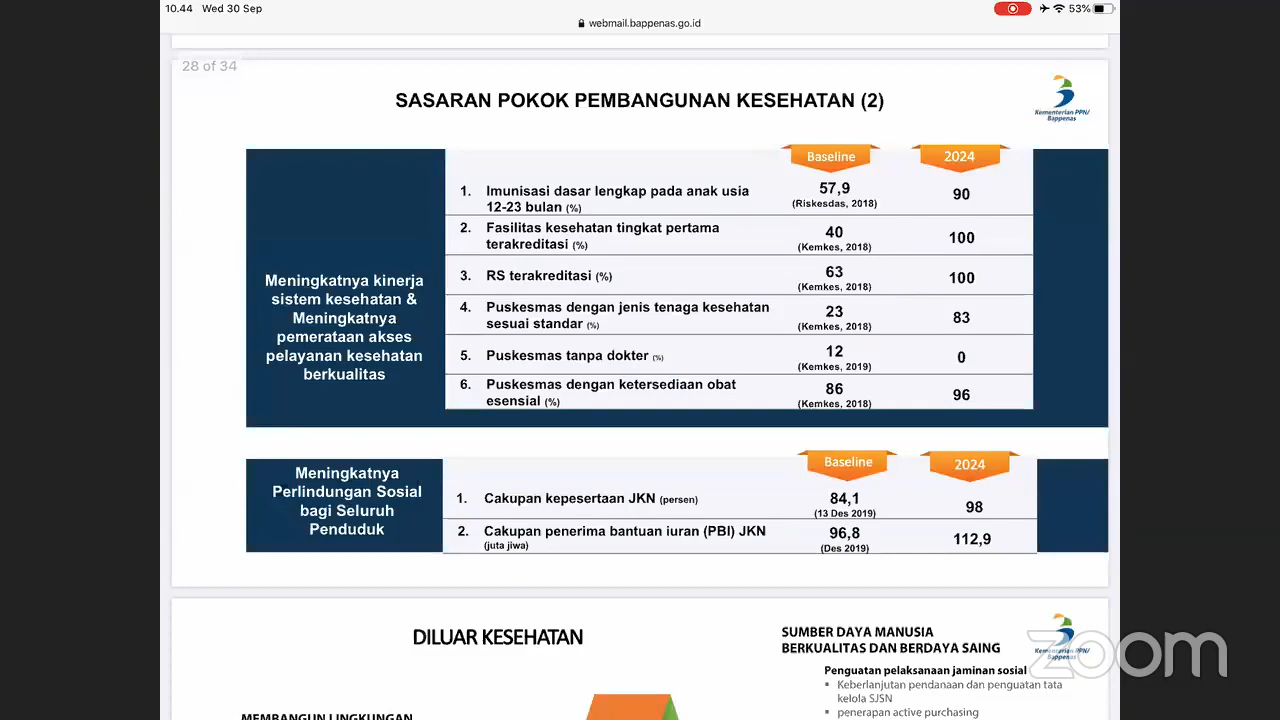 10.44 Wed 30 Sep
53%
webmail.bappenas.go.id
28 of 34
SASARAN POKOK PEMBANGUNAN KESEHATAN (2)
Kementerian PPN/
Bappenas
Baseline
2024
Meningkatnya kinerja
sistem kesehatan &
Meningkatnya
pemerataan akses
pelayanan kesehatan
berkualitas
1. Imunisasi dasar lengkap pada anak usia
12-23 bulan (%)
57,9
(Riskesdas, 2018)
90
2. Fasilitas kesehatan tingkat pertama
terakreditasi (%)
40
(Kemkes, 2018)
100
3. RS terakreditasi (%)
63
(Kemkes, 2018)
100
4. Puskesmas dengan jenis tenaga kesehatan
sesuai standar (%)
23
(Kemkes, 2018)
83
5. Puskesmas tanpa dokter (%)
12
(Kemkes, 2019)
0
6. Puskesmas dengan ketersediaan obat
esensial (%)
86
(Kemkes, 2018)
96
Baseline
2024
Meningkatnya
Perlindungan Sosial
bagi Seluruh
Penduduk
1. Cakupan kepesertaan JKN (persen)
84,1
(13 Des 2019)
98
2. Cakupan penerima bantuan iuran (PBI) JKN
(juta jiwa)
96,8
(Des 2019)
112,9
DILUAR KESEHATAN
SUMBER DAYA MANUSIA
BERKUALITAS DAN BERDAYA SAING
Kementerian PPN/
Bappenas
zoom
Penguatan pelaksanaan jaminan sosial
▪ Keberlanjutan pendanaan dan penguatan tata
kelola SJSN
▪ penerapan active purchasing
MEMBANGUN LINGKUNGAN